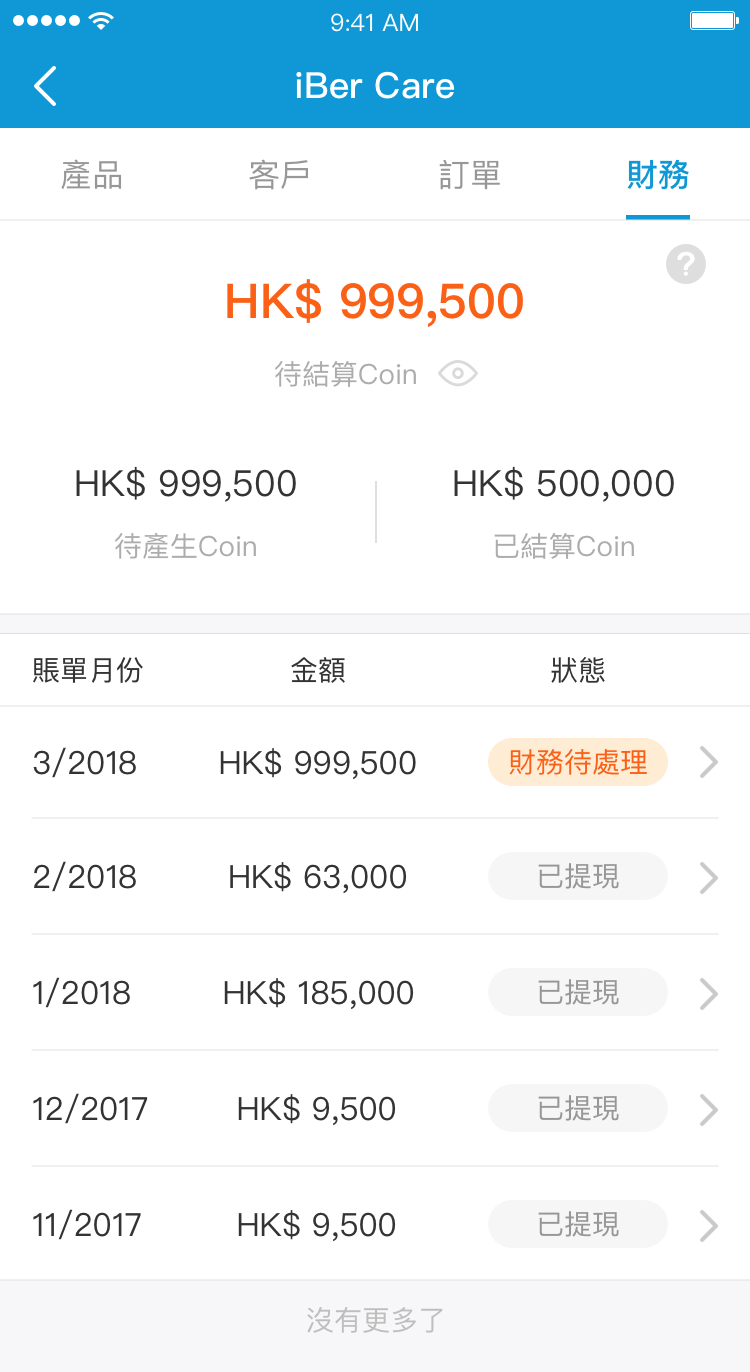 9:41 AM
iBer Care
產品 客戶 訂單 財務
?
HK$ 999,500
待結算Coin
HK$ 999,500 HK$ 500,000
待產生Coin 已結算Coin
賬單月份 金額 狀態
3/2018 HK$ 999,500 財務待處理
2/2018 HK$ 63,000 已提現
1/2018 HK$ 185,000 已提現
12/2017 HK$ 9,500 已提現
11/2017 HK$ 9,500 已提現
沒有更多了